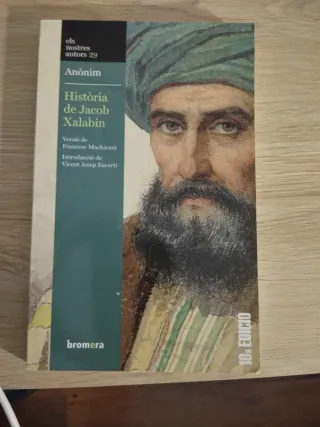 els
nostres
autors 29
Anònim
Història
de Jacob
Xalabín
Versió de
Francesc Machirant
Introducció de
Vicent Josep Escartí
bromera
10a EDICIÓ